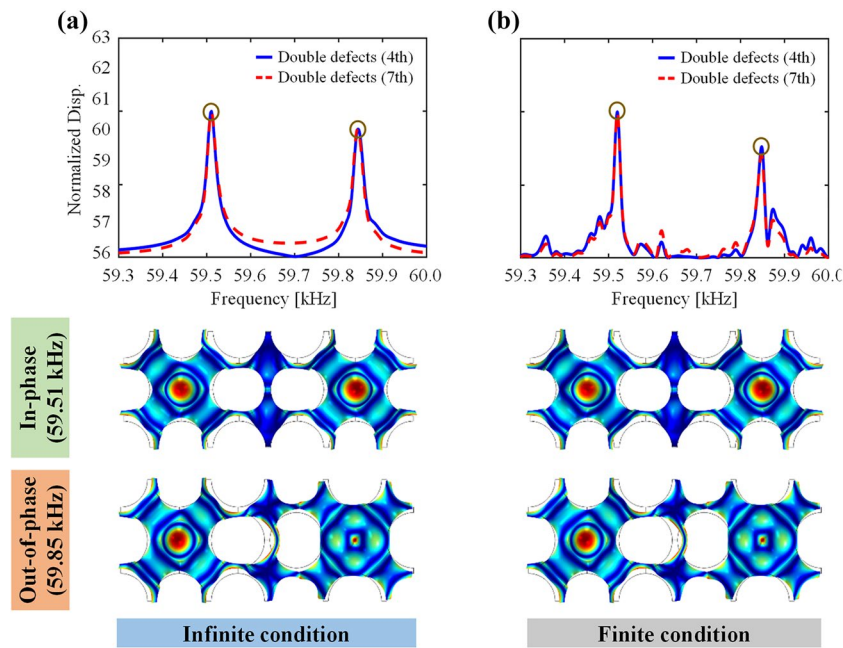 (a)
(b)
Normalized Disp.
63
62
61
60
59
57
56
Double defects (4th)
Double defects (7th)
59.3 59.4 59.5 59.6 59.7 59.8 59.9 60.0
Frequency [kHz]
Double defects (4th)
Double defects (7th)
59.3 59.4 59.5 59.6 59.7 59.8 59.9 60.0
Frequency [kHz]
In-phase
(59.51 kHz)
Out-of-phase
(59.85 kHz)
Infinite condition
Finite condition